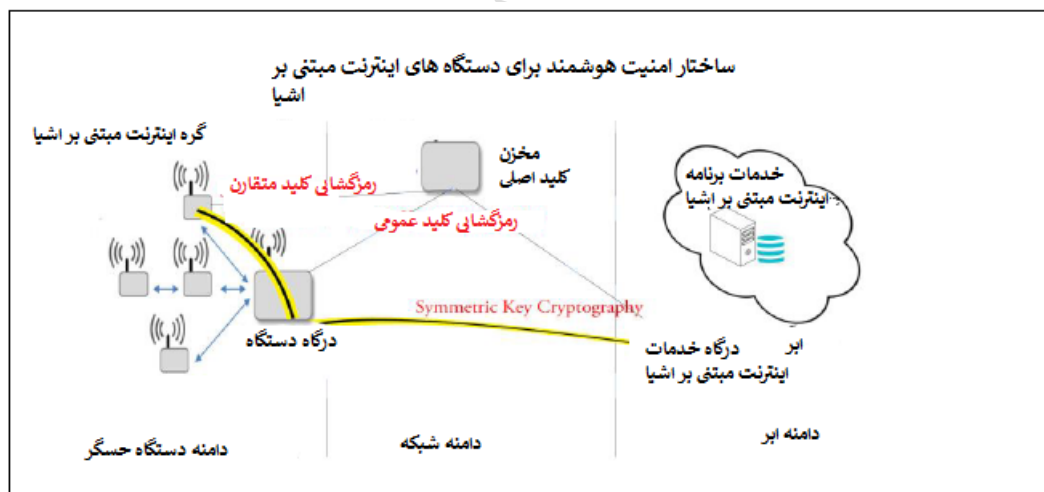 ساختار امنیت هوشمند برای دستگاه های اینترنت مبتنی بر
اشیا
گره اینترنت مبتنی بر اشیا
مخزن
کلید اصلی
رمزگشایی کلید متقارن
رمزگشایی کلید عمومی
خدمات برنامه
اینترنت مبتنی بر اشیا
Symmetric Key Cryptography
درگاه دستگاه
ابر
درگاه خدمات
اینترنت مبتنی بر اشیا
دامنه دستگاه حسگر
دامنه شبکه
دامنه ابر